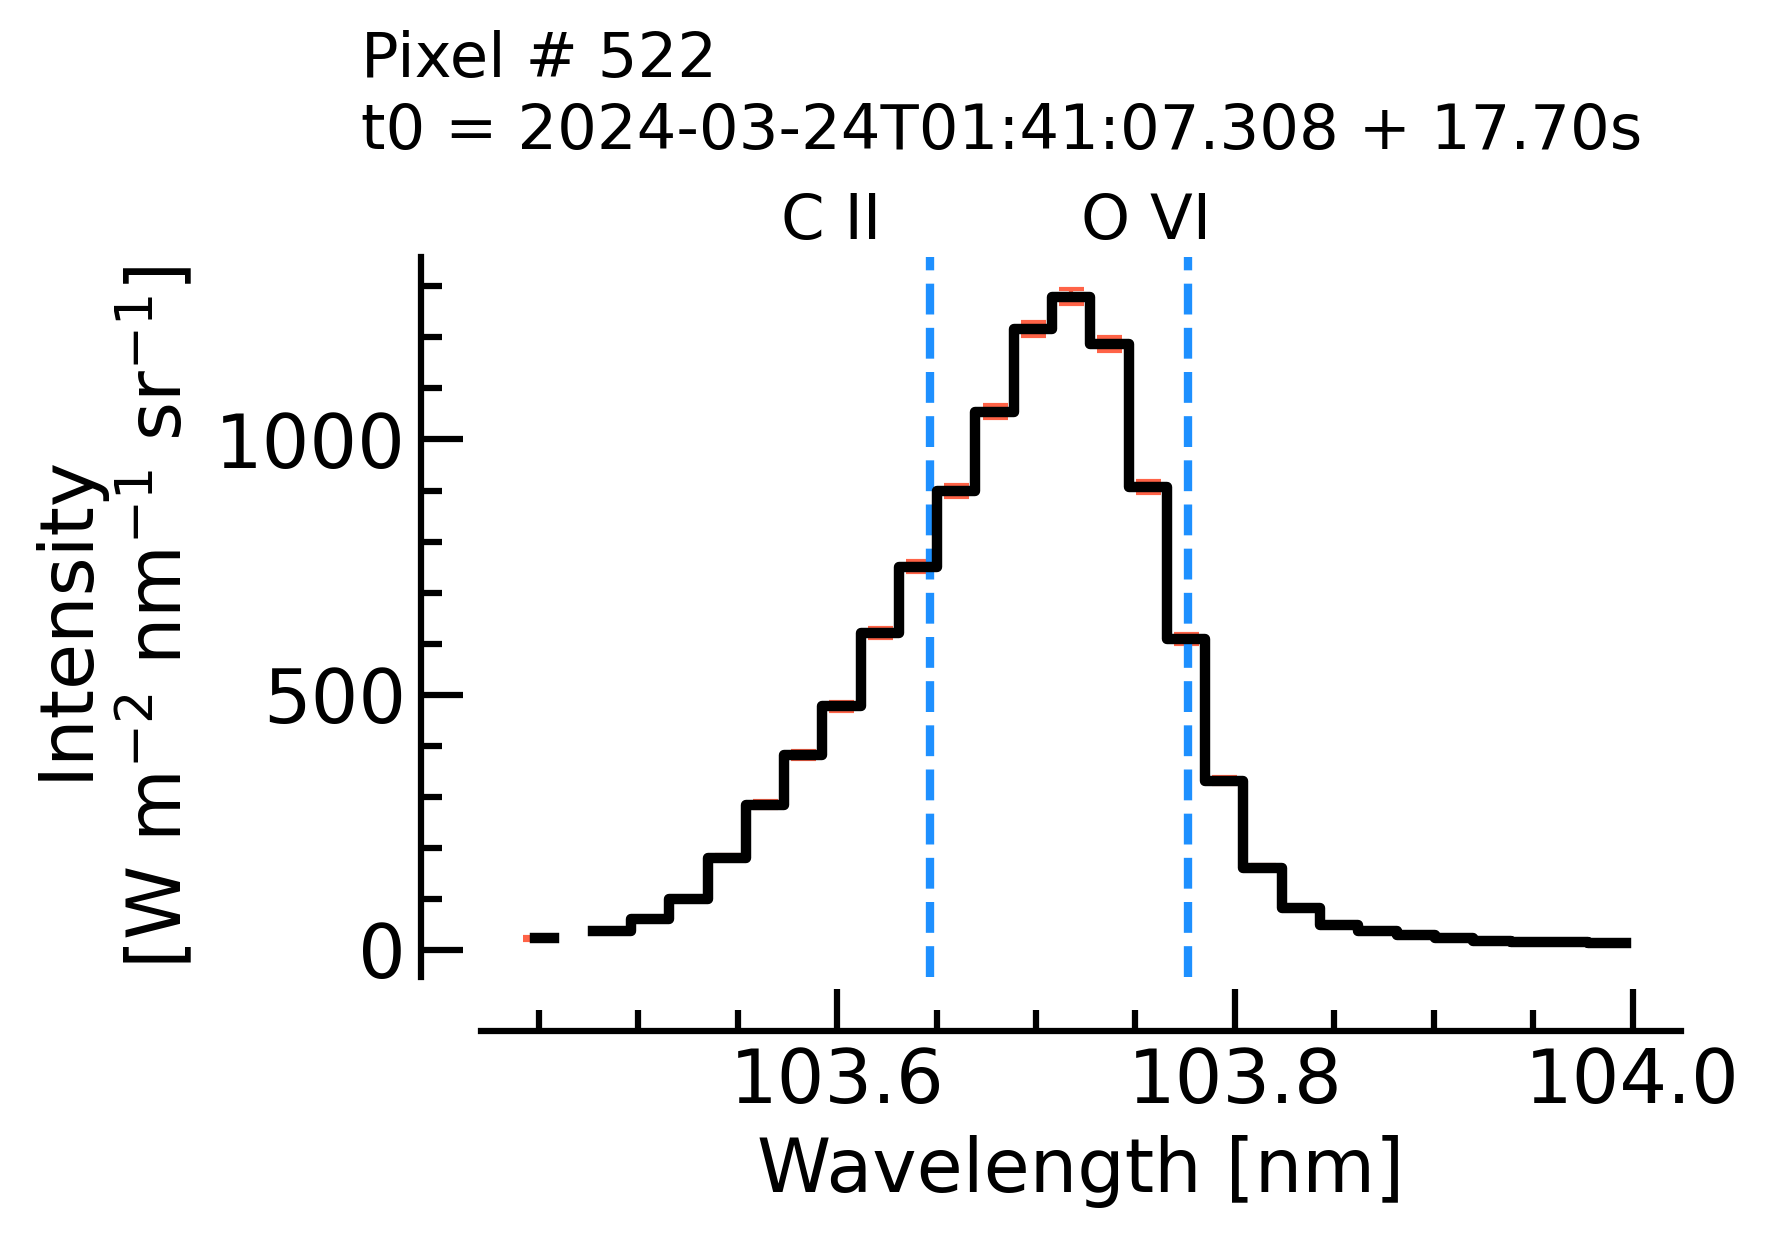 Pixel # 522
t0 = 2024-03-24T01:41:07.308 + 17.70s
C II O VI
Intensity
[W m⁻² nm⁻¹ sr⁻¹]
1000
500
0
103.6 103.8 104.0
Wavelength [nm]